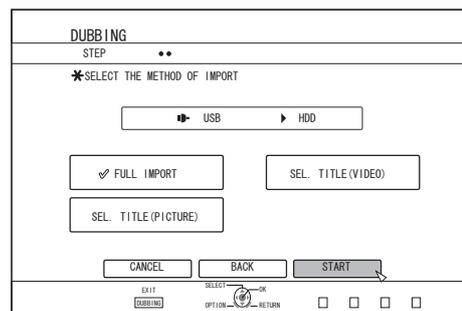 DUBBING
STEP
SELECT THE METHOD OF IMPORT
USB HDD
FULL IMPORT SEL. TITLE(VIDEO)
SEL. TITLE(PICTURE)
CANCEL BACK START
EXIT SELECT OK
DUBBING OPTION RETURN